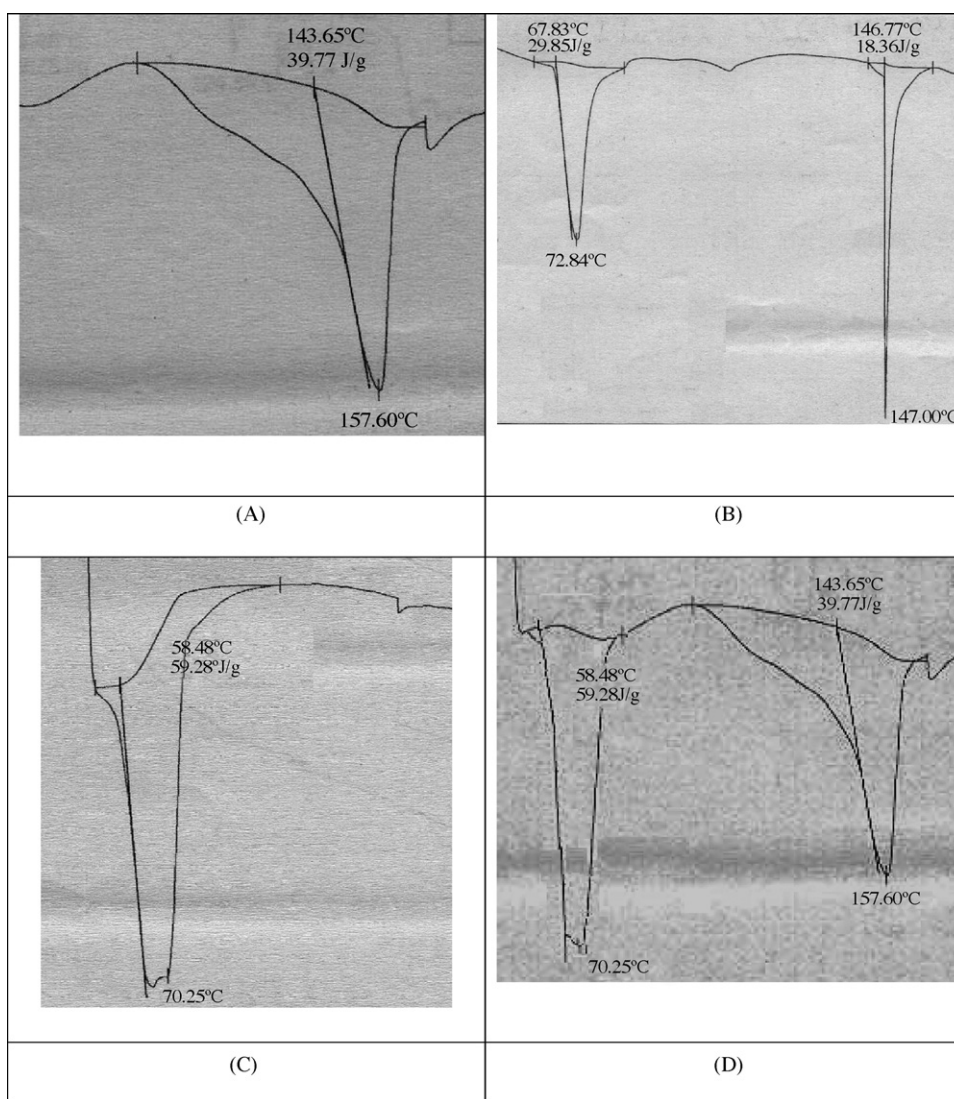 143.65ºC
39.77 J/g
157.60ºC
67.83ºC
29.85J/g
146.77ºC
18.36J/g
72.84ºC
147.00ºC
(A)
(B)
58.48ºC
59.28ºJ/g
70.25ºC
143.65ºC
39.77J/g
58.48ºC
59.28J/g
157.60ºC
70.25ºC
(C)
(D)